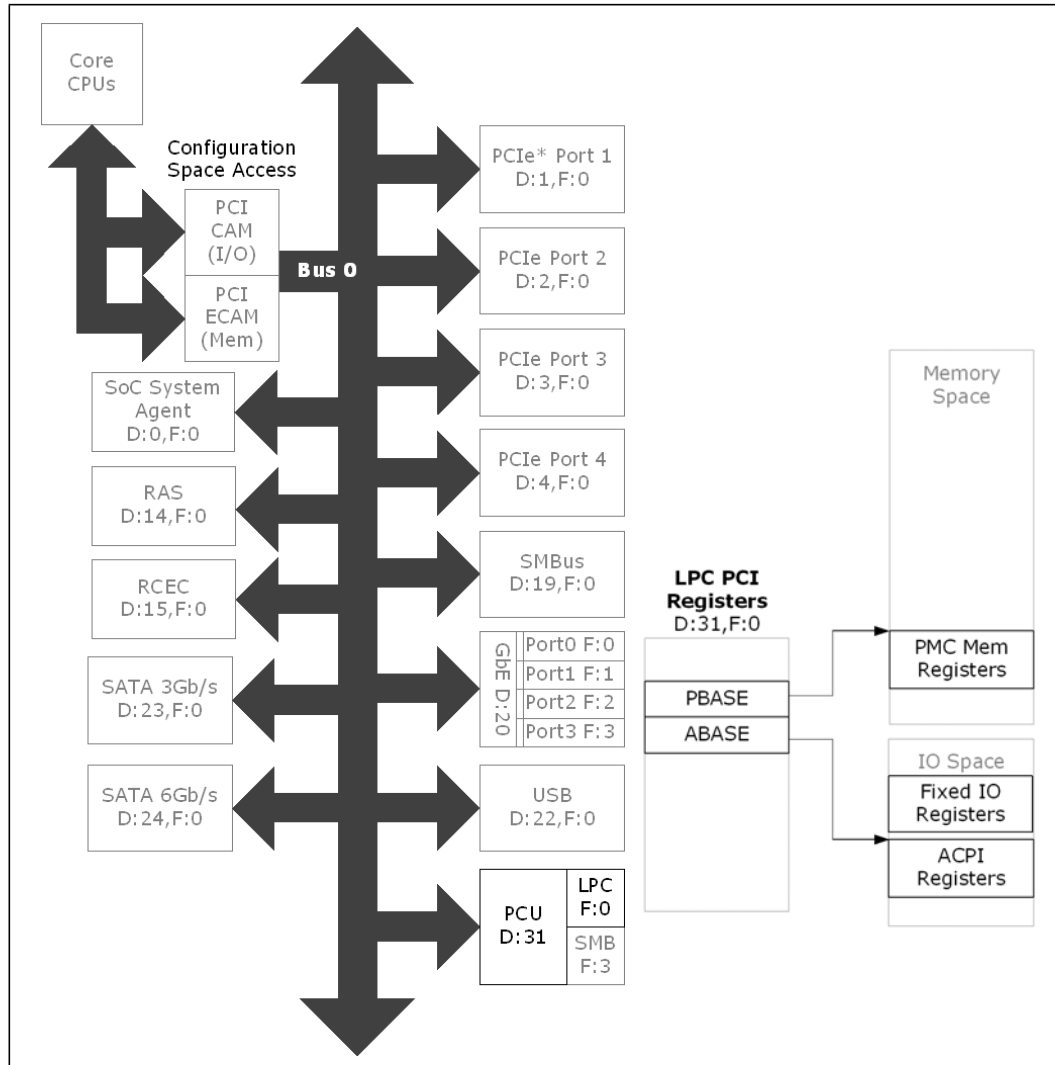 Core
CPUs
Configuration
Space Access
PCI
CAM
(I/O)
PCI
ECAM
(Mem)
Bus 0
SoC System
Agent
D:0,F:0
RAS
D:14,F:0
RCEC
D:15,F:0
SATA 3Gb/s
D:23,F:0
SATA 6Gb/s
D:24,F:0
PCIe* Port 1
D:1,F:0
PCIe Port 2
D:2,F:0
PCIe Port 3
D:3,F:0
PCIe Port 4
D:4,F:0
SMBus
D:19,F:0
GbE D:20
Port0 F:0
Port1 F:1
Port2 F:2
Port3 F:3
USB
D:22,F:0
PCU
D:31
LPC
F:0
SMB
F:3
LPC PCI
Registers
D:31,F:0
PBASE
ABASE
Memory
Space
PMC Mem
Registers
IO Space
Fixed IO
Registers
ACPI
Registers